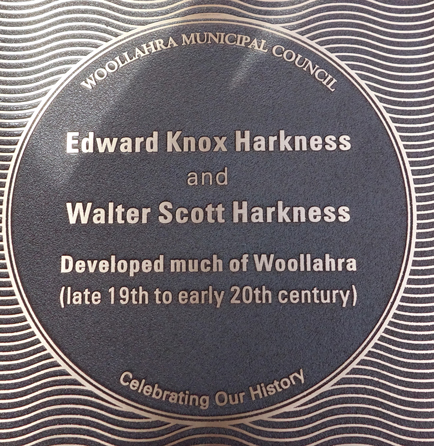 WOOLLAHRA MUNICIPAL COUNCIL
Edward Knox Harkness
and
Walter Scott Harkness
Developed much of Woollahra
(late 19th to early 20th century)
Celebrating Our History